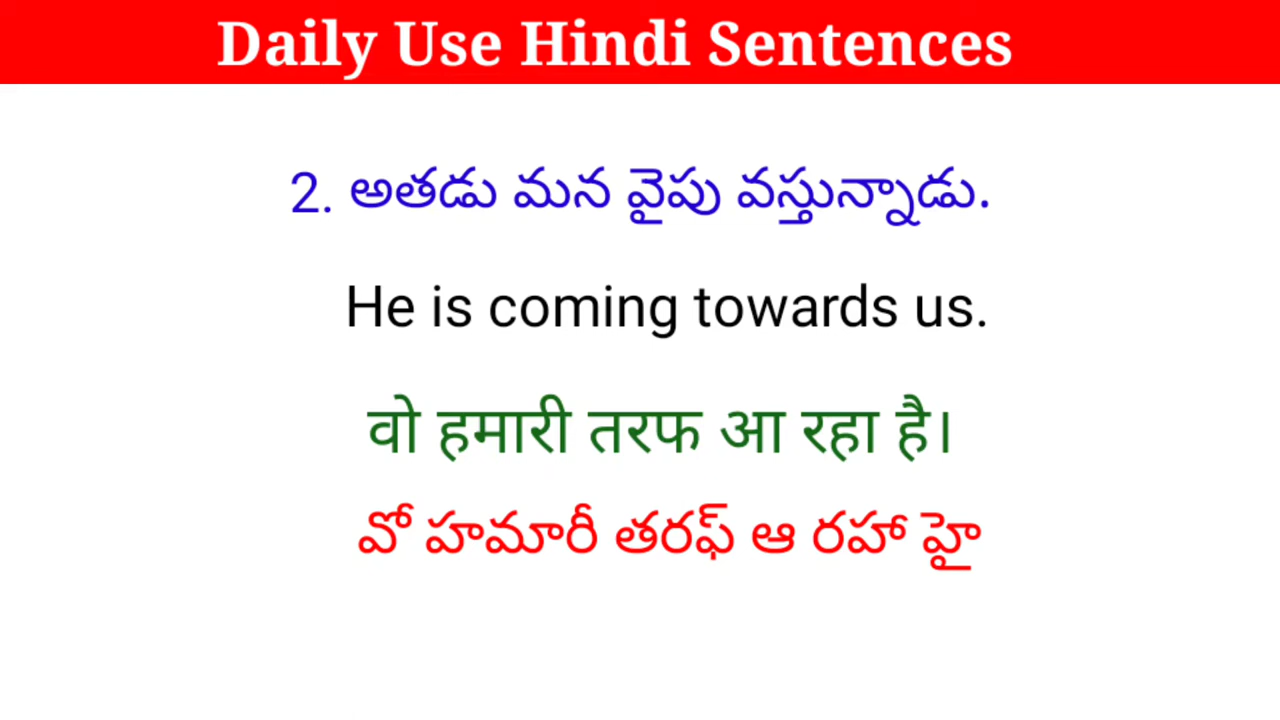 Daily Use Hindi Sentences
2. అతడు మన వైపు వస్తున్నాడు.
He is coming towards us.
वो हमारी तरफ आ रहा है।
వో హమారీ తరఫ్ ఆ రహా హై